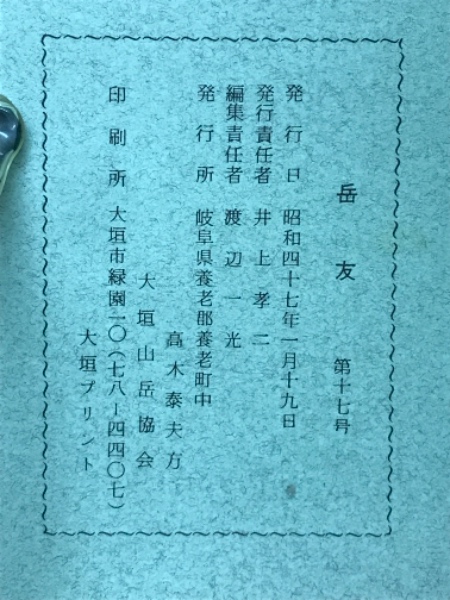 岳友 第十七号
発行日 昭和四十七年一月十九日
発行責任者 井上孝二
編集責任者 渡辺一光
発行所 岐阜県養老郡養老町中
高木泰夫方
大垣山岳協会
印刷所 大垣市緑園一〇(七八-四四〇七)
大垣プリント